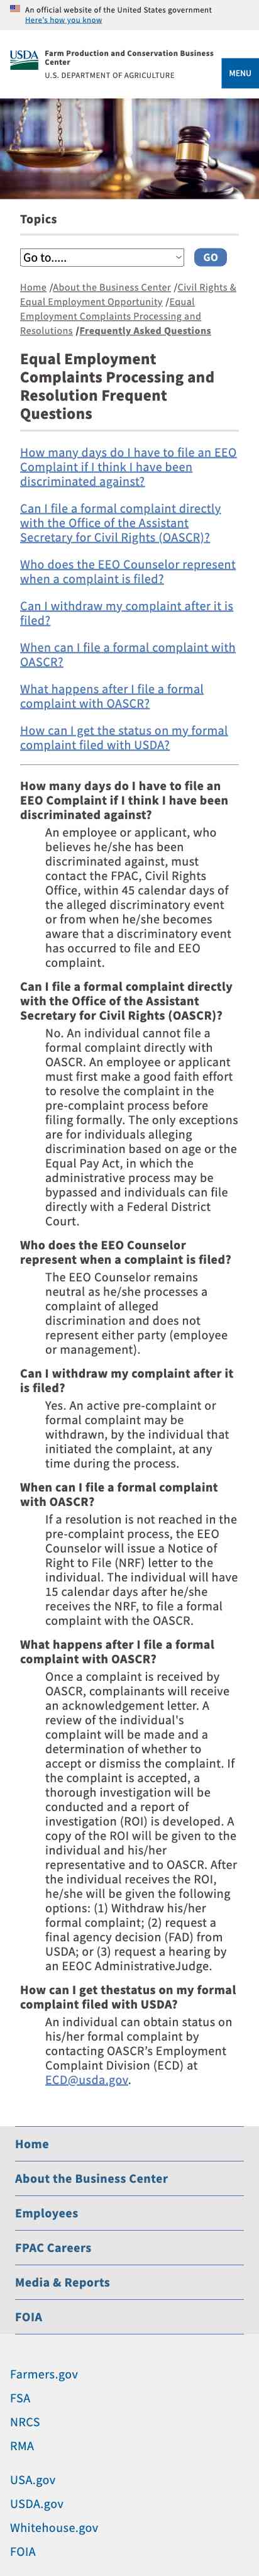 An official website of the United States government
Here's how you know
USDA
Farm Production and Conservation Business
Center
U.S. DEPARTMENT OF AGRICULTURE
MENU
Topics
Go to.....
GO
Home /About the Business Center /Civil Rights &
Equal Employment Opportunity /Equal
Employment Complaints Processing and
Resolutions /Frequently Asked Questions
Equal Employment
Complaints Processing and
Resolution Frequent
Questions
How many days do I have to file an EEO
Complaint if I think I have been
discriminated against?
Can I file a formal complaint directly
with the Office of the Assistant
Secretary for Civil Rights (OASCR)?
Who does the EEO Counselor represent
when a complaint is filed?
Can I withdraw my complaint after it is
filed?
When can I file a formal complaint with
OASCR?
What happens after I file a formal
complaint with OASCR?
How can I get the status on my formal
complaint filed with USDA?
How many days do I have to file an
EEO Complaint if I think I have been
discriminated against?
An employee or applicant, who
believes he/she has been
discriminated against, must
contact the FPAC, Civil Rights
Office, within 45 calendar days of
the alleged discriminatory event
or from when he/she becomes
aware that a discriminatory event
has occurred to file and EEO
complaint.
Can I file a formal complaint directly
with the Office of the Assistant
Secretary for Civil Rights (OASCR)?
No. An individual cannot file a
formal complaint directly with
OASCR. An employee or applicant
must first make a good faith effort
to resolve the complaint in the
pre-complaint process before
filing formally. The only exceptions
are for individuals alleging
discrimination based on age or the
Equal Pay Act, in which the
administrative process may be
bypassed and individuals can file
directly with a Federal District
Court.
Who does the EEO Counselor
represent when a complaint is filed?
The EEO Counselor remains
neutral as he/she processes a
complaint of alleged
discrimination and does not
represent either party (employee
or management).
Can I withdraw my complaint after it
is filed?
Yes. An active pre-complaint or
formal complaint may be
withdrawn, by the individual that
initiated the complaint, at any
time during the process.
When can I file a formal complaint
with OASCR?
If a resolution is not reached in the
pre-complaint process, the EEO
Counselor will issue a Notice of
Right to File (NRF) letter to the
individual. The individual will have
15 calendar days after he/she
receives the NRF, to file a formal
complaint with the OASCR.
What happens after I file a formal
complaint with OASCR?
Once a complaint is received by
OASCR, complainants will receive
an acknowledgement letter. A
review of the individual's
complaint will be made and a
determination of whether to
accept or dismiss the complaint. If
the complaint is accepted, a
thorough investigation will be
conducted and a report of
investigation (ROI) is developed. A
copy of the ROI will be given to the
individual and his/her
representative and to OASCR. After
the individual receives the ROI,
he/she will be given the following
options: (1) Withdraw his/her
formal complaint; (2) request a
final agency decision (FAD) from
USDA; or (3) request a hearing by
an EEOC AdministrativeJudge.
How can I get thestatus on my formal
complaint filed with USDA?
An individual can obtain status on
his/her formal complaint by
contacting OASCR's Employment
Complaint Division (ECD) at
ECD@usda.gov.
Home
About the Business Center
Employees
FPAC Careers
Media & Reports
FOIA
Farmers.gov
FSA
NRCS
RMA
USA.gov
USDA.gov
Whitehouse.gov
FOIA